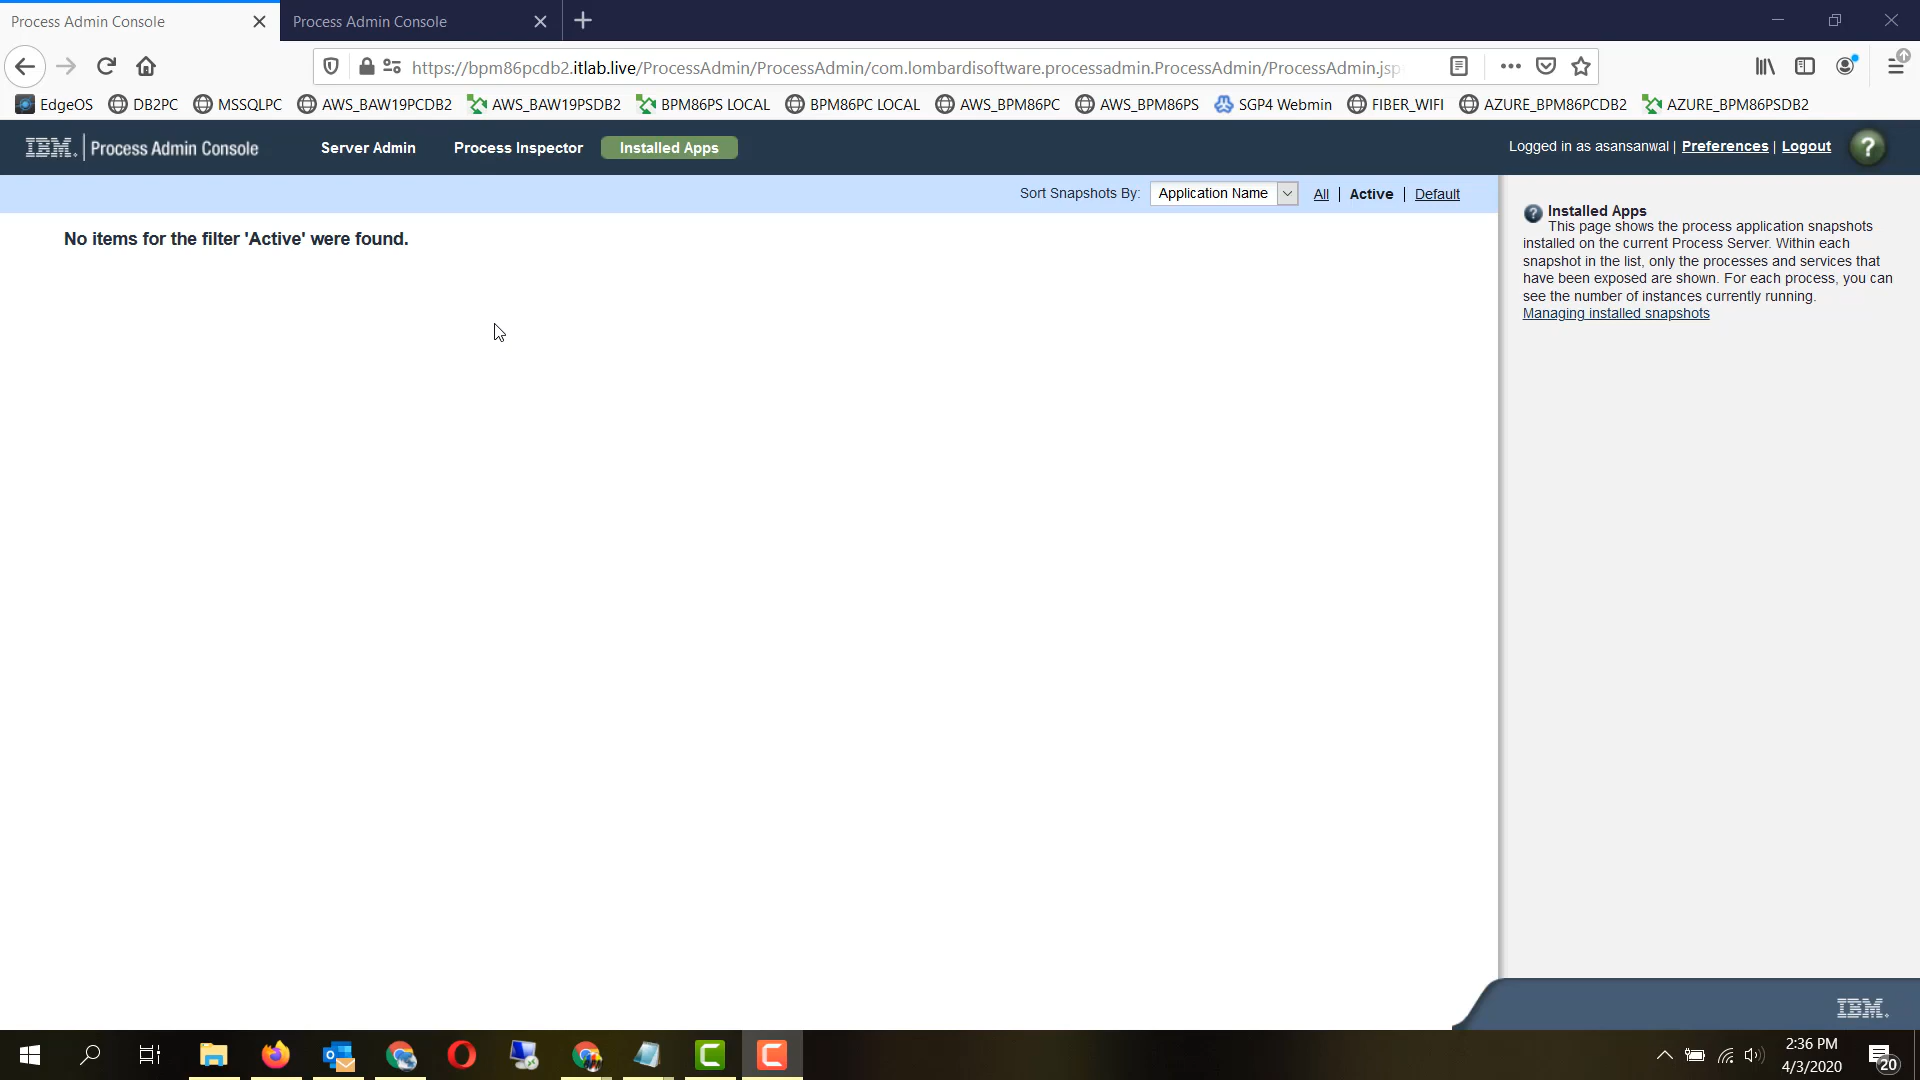 Process Admin Console
Process Admin Console
https://bpm86pcdb2.itlab.live/ProcessAdmin/ProcessAdmin/com.lombardisoftware.processadmin.ProcessAdmin/ProcessAdmin.jsp
EdgeOS DB2PC MSSQLPC AWS_BAW19PCDB2 AWS_BAW19PSDB2 BPM86PS LOCAL BPM86PC LOCAL AWS_BPM86PC AWS_BPM86PS SGP4 Webmin FIBER_WIFI AZURE_BPM86PCDB2 AZURE_BPM86PSDB2
IBM. Process Admin Console Server Admin Process Inspector Installed Apps Logged in as asansanwal | Preferences | Logout ?
Sort Snapshots By: Application Name All | Active | Default
No items for the filter 'Active' were found.
? Installed Apps
This page shows the process application snapshots
installed on the current Process Server. Within each
snapshot in the list, only the processes and services that
have been exposed are shown. For each process, you can
see the number of instances currently running.
Managing installed snapshots
IBM.
2:36 PM
4/3/2020
20